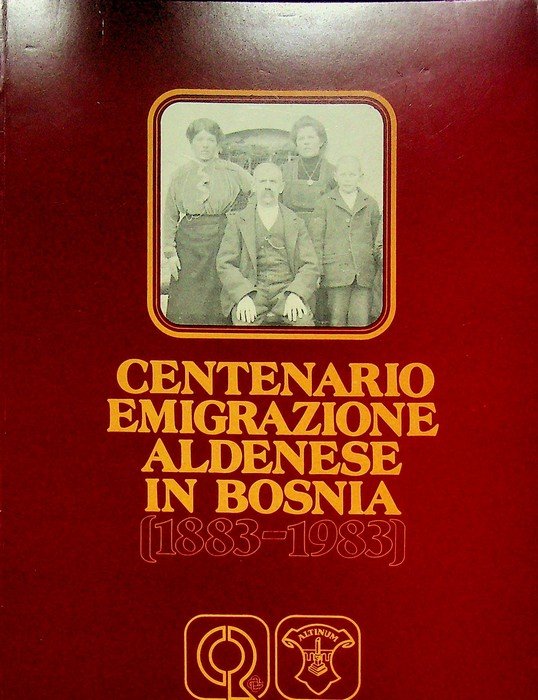 CENTENARIO
EMIGRAZIONE
ALDENESE
IN BOSNIA
(1883-1983)
ALTINUM